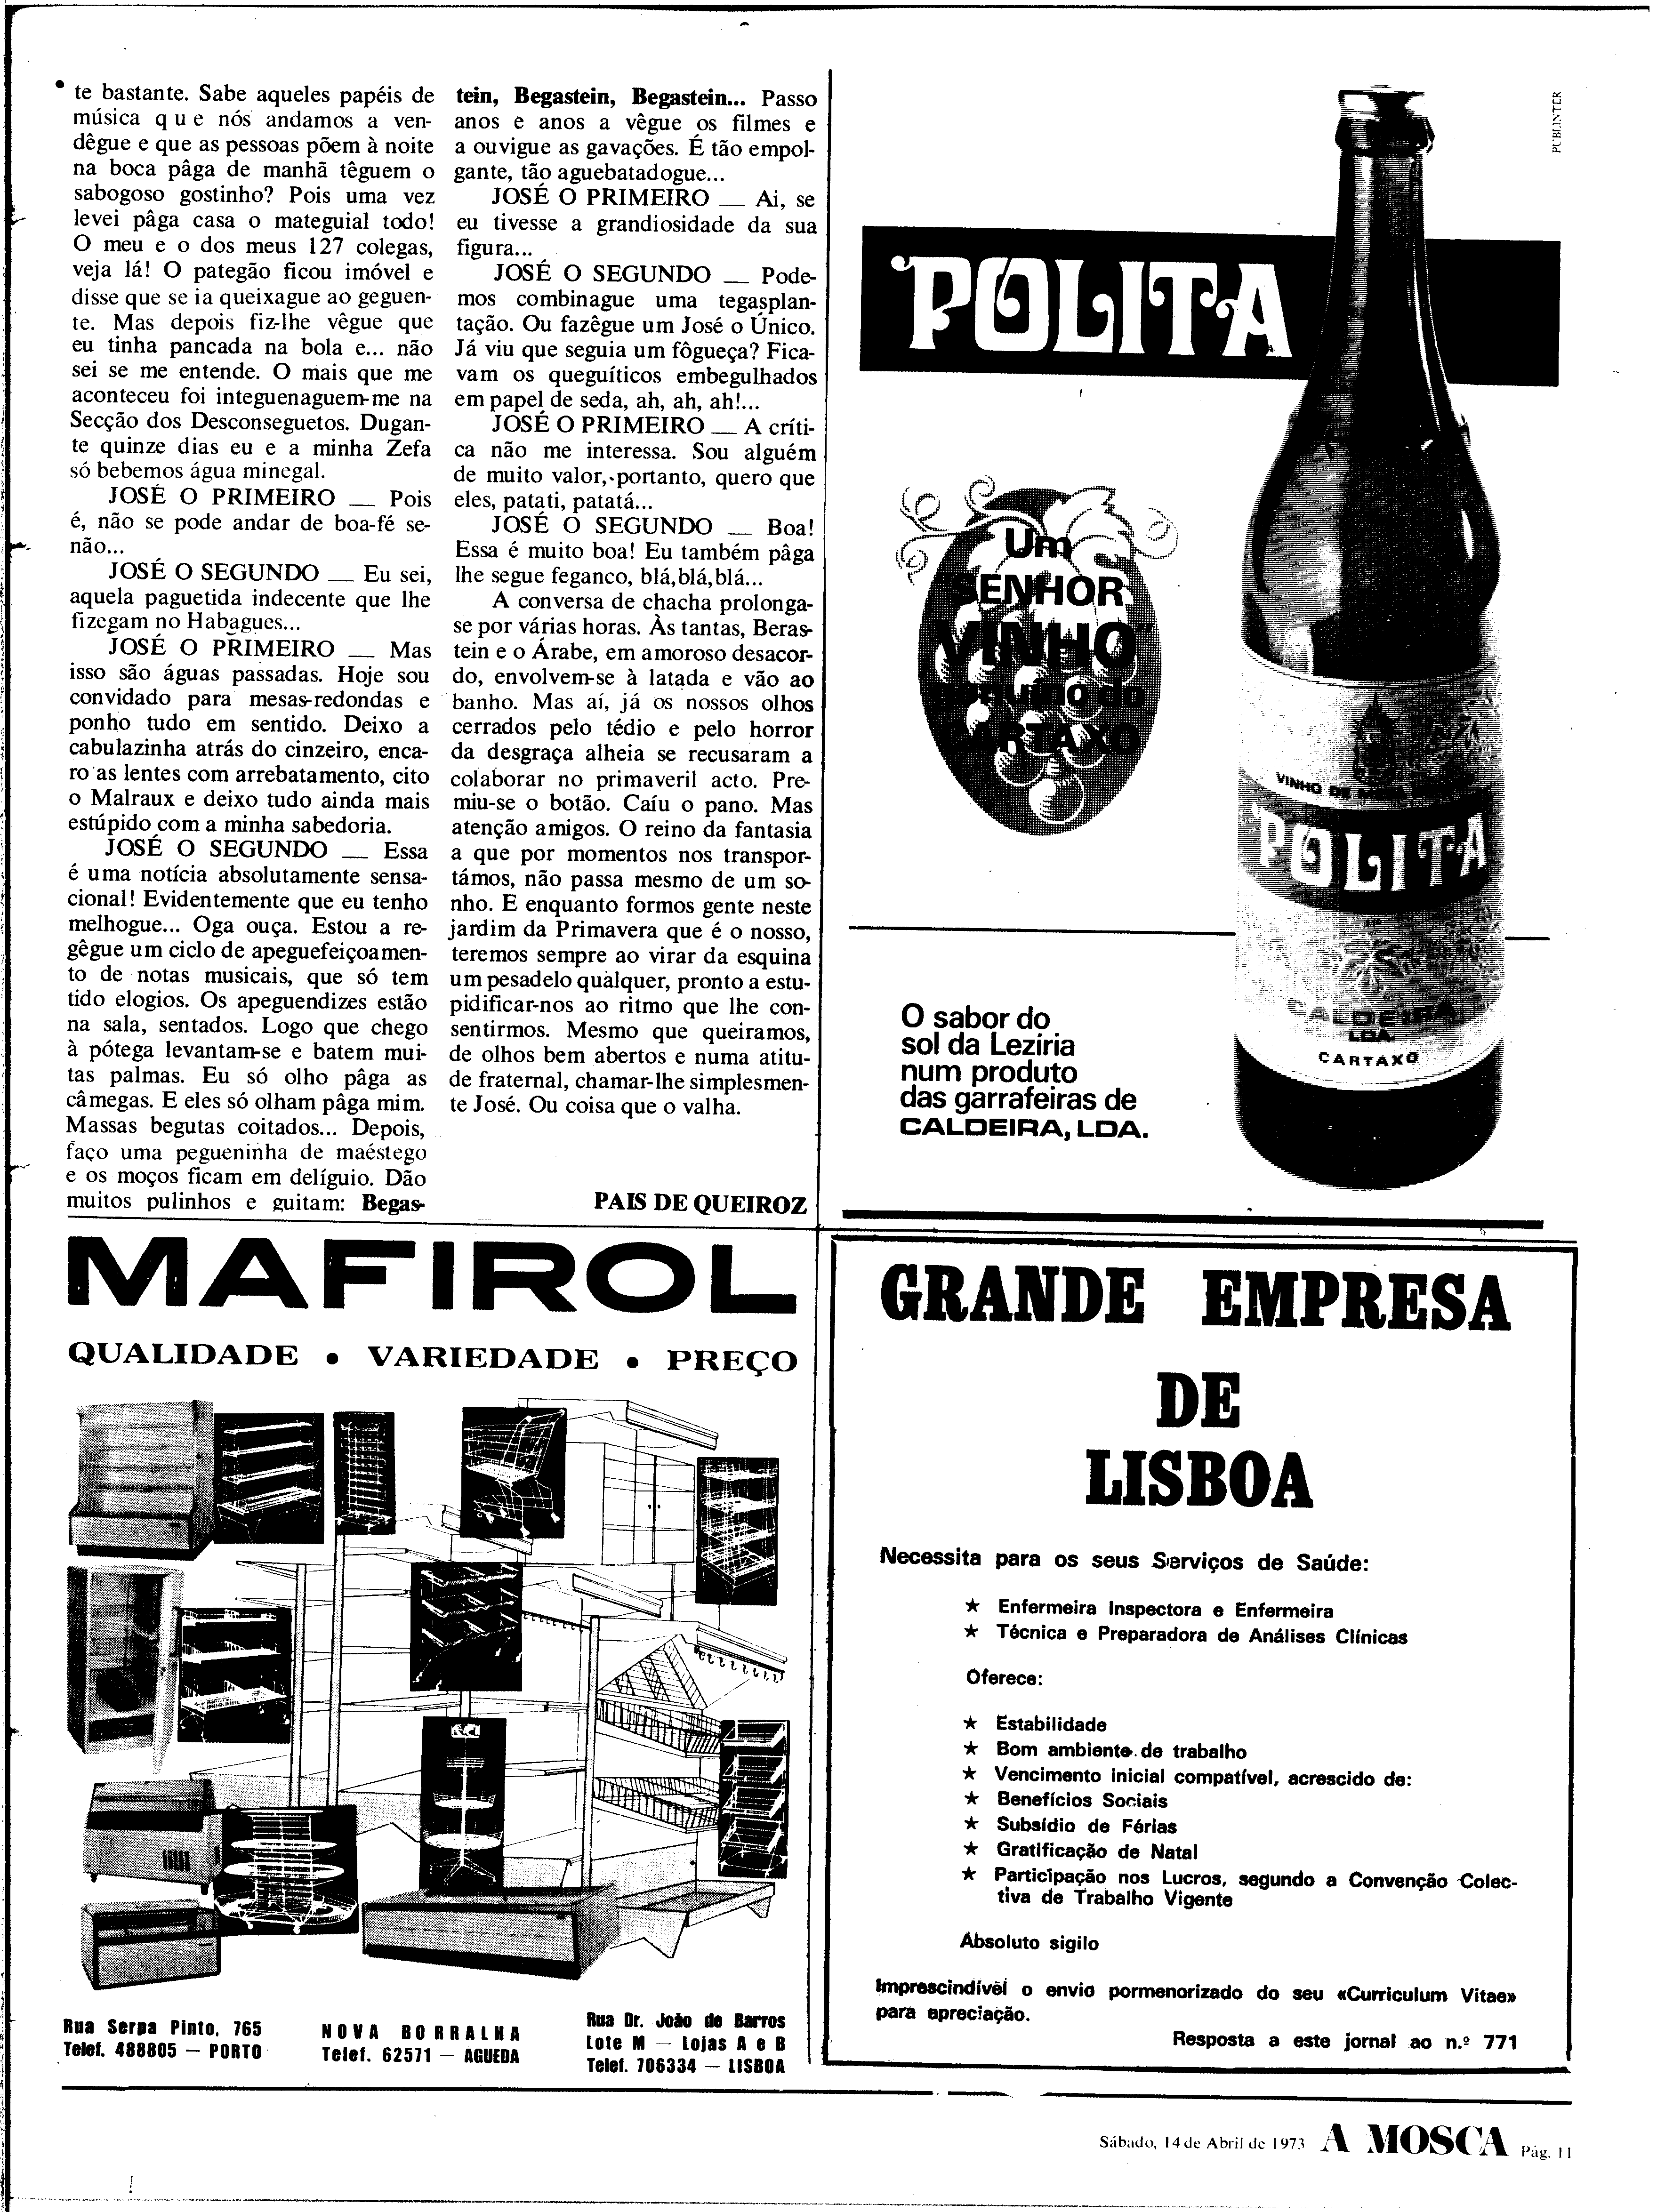 te bastante. Sabe aqueles papéis de
música que nós andamos a ven-
dêgue e que as pessoas põem à noite
na boca pâga de manhã têguem o
sabogoso gostinho? Pois uma vez
levei pâga casa o mateguial todo!
O meu e o dos meus 127 colegas,
veja lá! O pategão ficou imóvel e
disse que se ia queixague ao geguen-
te. Mas depois fiz-lhe vêgue que
eu tinha pancada na bola e... não
sei se me entende. O mais que me
aconteceu foi integuenaguem-me na
Secção dos Desconseguetos. Dugan-
te quinze dias eu e a minha Zefa
só bebemos água minegal.
JOSÉ O PRIMEIRO — Pois
é, não se pode andar de boa-fé se-
não...
JOSÉ O SEGUNDO — Eu sei,
aquela paguetida indecente que lhe
fizegam no Habagues...
JOSÉ O PRIMEIRO — Mas
isso são águas passadas. Hoje sou
convidado para mesas-redondas e
ponho tudo em sentido. Deixo a
cabulazinha atrás do cinzeiro, enca-
ro as lentes com arrebatamento, cito
o Malraux e deixo tudo ainda mais
estúpido com a minha sabedoria.
JOSÉ O SEGUNDO — Essa
é uma notícia absolutamente sensa-
cional! Evidentemente que eu tenho
melhogue... Oga ouça. Estou a re-
gêgue um ciclo de apeguefeiçoamen-
to de notas musicais, que só tem
tido elogios. Os apeguendizes estão
na sala, sentados. Logo que chego
à pótega levantam-se e batem mui-
tas palmas. Eu só olho pâga as
câmegas. E eles só olham pâga mim.
Massas begutas coitados... Depois,
faço uma pegueninha de maéstego
e os moços ficam em delíguio. Dão
muitos pulinhos e guitam: Begas-
tein, Begastein, Begastein... Passo
anos e anos a vêgue os filmes e
a ouvigue as gavações. É tão empol-
gante, tão aguebatadogue...
JOSÉ O PRIMEIRO — Ai, se
eu tivesse a grandiosidade da sua
figura...
JOSÉ O SEGUNDO — Pode-
mos combinague uma tegasplan-
tação. Ou fazêgue um José o Único.
Já viu que seguia um fôgueça? Fica-
vam os queguíticos embegulhados
em papel de seda, ah, ah, ah!...
JOSÉ O PRIMEIRO — A críti-
ca não me interessa. Sou alguém
de muito valor, portanto, quero que
eles, patati, patatá...
JOSÉ O SEGUNDO — Boa!
Essa é muito boa! Eu também pâga
lhe segue feganco, blá, blá, blá...
A conversa de chacha prolonga-
se por várias horas. Às tantas, Beras-
tein e o Árabe, em amoroso desacor-
do, envolvem-se à latada e vão ao
banho. Mas aí, já os nossos olhos
cerrados pelo tédio e pelo horror
da desgraça alheia se recusaram a
colaborar no primaveril acto. Pre-
miu-se o botão. Caíu o pano. Mas
atenção amigos. O reino da fantasia
a que por momentos nos transpor-
támos, não passa mesmo de um so-
nho. E enquanto formos gente neste
jardim da Primavera que é o nosso,
teremos sempre ao virar da esquina
um pesadelo qualquer, pronto a estu-
pidificar-nos ao ritmo que lhe con-
sentirmos. Mesmo que queiramos,
de olhos bem abertos e numa atitu-
de fraternal, chamar-lhe simplesmen-
te José. Ou coisa que o valha.
PAIS DE QUEIROZ
PUBLINTER
POLITA
Um
"SENHOR
VINHO"
genuíno do
CARTAXO
VINHO DE MESA
POLITA
CALDEIRA
LDA.
CARTAXO
O sabor do
sol da Lezíria
num produto
das garrafeiras de
CALDEIRA, LDA.
MAFIROL
QUALIDADE • VARIEDADE • PREÇO
Rua Serpa Pinto, 765
Telef. 488805 — PORTO
NOVA BORRALHA
Telef. 62571 — AGUEDA
Rua Dr. João de Barros
Lote M — Lojas A e B
Telef. 706334 — LISBOA
GRANDE EMPRESA
DE
LISBOA
Necessita para os seus Serviços de Saúde:
★ Enfermeira Inspectora e Enfermeira
★ Técnica e Preparadora de Análises Clínicas
Oferece:
★ Estabilidade
★ Bom ambiente de trabalho
★ Vencimento inicial compatível, acrescido de:
★ Benefícios Sociais
★ Subsídio de Férias
★ Gratificação de Natal
★ Participação nos Lucros, segundo a Convenção Colec-
tiva de Trabalho Vigente
Absoluto sigilo
Imprescindível o envio pormenorizado do seu «Curriculum Vitae»
para apreciação.
Resposta a este jornal ao n.º 771
Sábado, 14 de Abril de 1973 A MOSCA Pág. 11